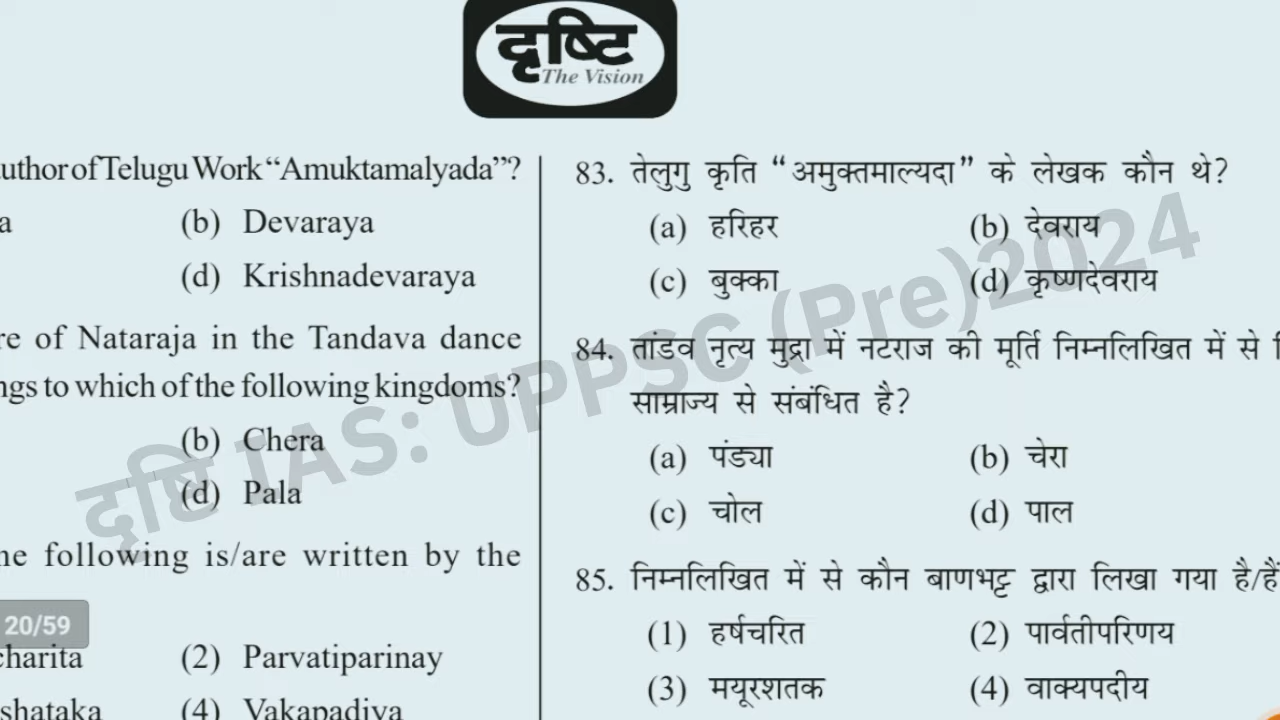 दृष्टि
The Vision
author of Telugu Work “Amuktamalyada”?
a
(b) Devaraya
(d) Krishnadevaraya
re of Nataraja in the Tandava dance
ngs to which of the following kingdoms?
(b) Chera
(d) Pala
he following is/are written by the
20/59
charita
(2) Parvatiparinay
shataka
(4) Vakapadiya
83. तेलुगु कृति “अमुक्तमाल्यदा” के लेखक कौन थे?
(a) हरिहर (b) देवराय
(c) बुक्का (d) कृष्णदेवराय
84. तांडव नृत्य मुद्रा में नटराज की मूर्ति निम्नलिखित में से
साम्राज्य से संबंधित है?
(a) पंड्या (b) चेरा
(c) चोल (d) पाल
85. निम्नलिखित में से कौन बाणभट्ट द्वारा लिखा गया है/हैं
(1) हर्षचरित (2) पार्वतीपरिणय
(3) मयूरशतक (4) वाक्यपदीय
दृष्टि IAS: UPPSC (Pre) 2024